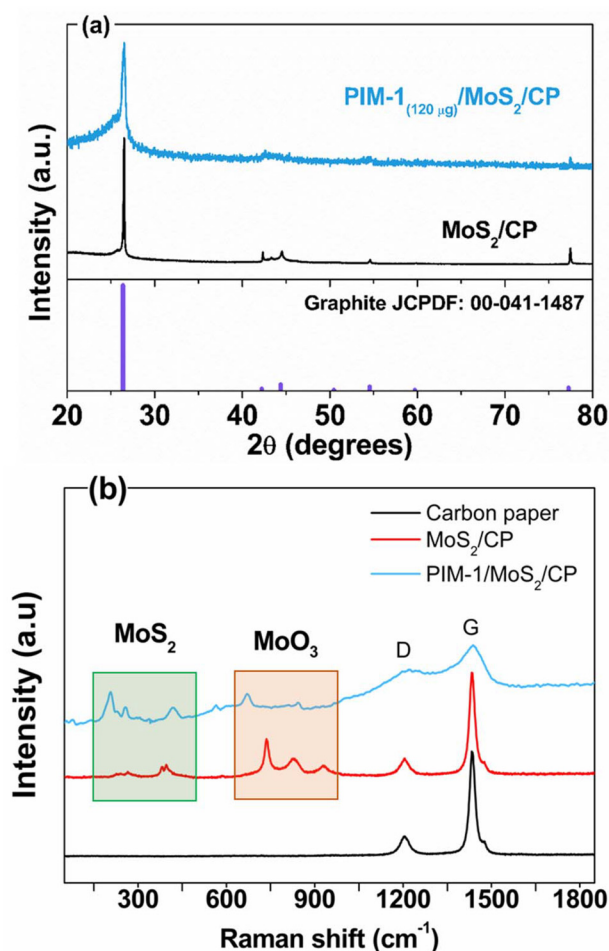 (a)
PIM-1(120 μg)/MoS2/CP
MoS2/CP
Graphite JCPDF: 00-041-1487
Intensity (a.u.)
20 30 40 50 60 70 80
2θ (degrees)
(b)
Carbon paper
MoS2/CP
PIM-1/MoS2/CP
MoS2
MoO3
D
G
Intensity (a.u)
300 600 900 1200 1500 1800
Raman shift (cm-1)